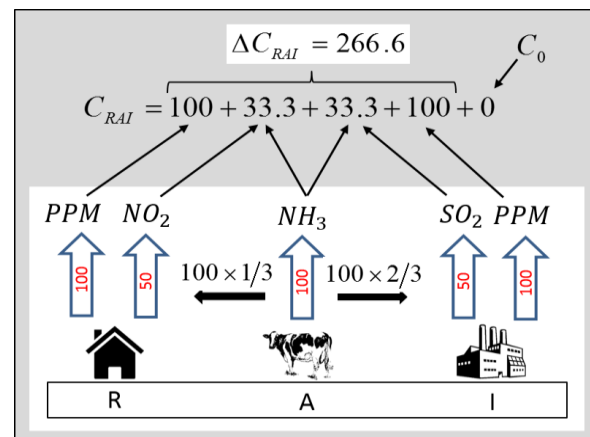 ΔC_RAI = 266.6
C_0
C_RAI = 100 + 33.3 + 33.3 + 100 + 0
PPM NO₂ NH₃ SO₂ PPM
100 50 100 × 1/3 100 100 × 2/3 50 100
R A I